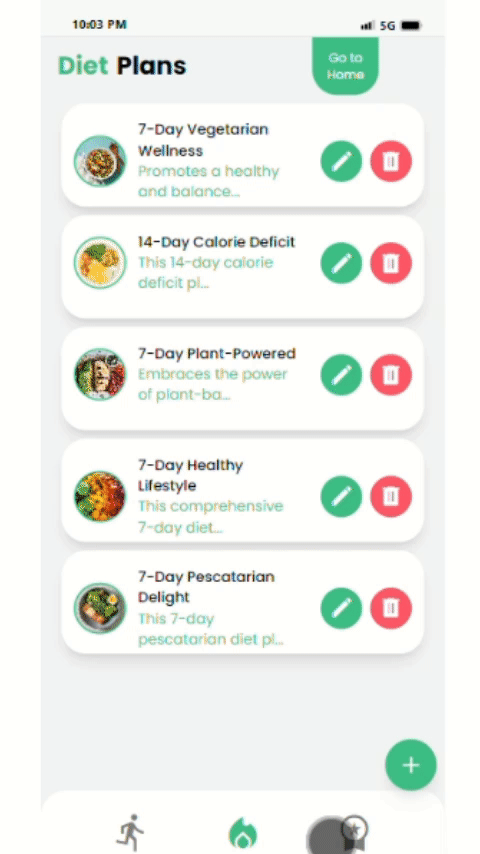 10:03 PM
5G
Diet Plans
Go to
Home
7-Day Vegetarian
Wellness
Promotes a healthy
and balance...
14-Day Calorie Deficit
This 14-day calorie
deficit pl...
7-Day Plant-Powered
Embraces the power
of plant-ba...
7-Day Healthy
Lifestyle
This comprehensive
7-day diet...
7-Day Pescatarian
Delight
This 7-day
pescatarian diet pl...